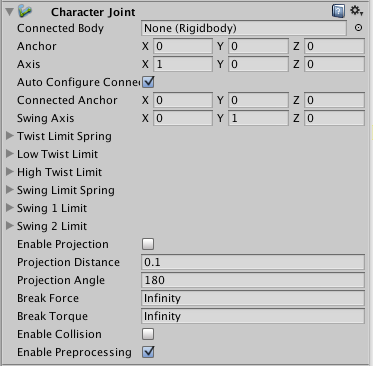 Character Joint
Connected Body None (Rigidbody)
Anchor X 0 Y 0 Z 0
Axis X 1 Y 0 Z 0
Auto Configure Connec
Connected Anchor X 0 Y 0 Z 0
Swing Axis X 0 Y 1 Z 0
Twist Limit Spring
Low Twist Limit
High Twist Limit
Swing Limit Spring
Swing 1 Limit
Swing 2 Limit
Enable Projection
Projection Distance 0.1
Projection Angle 180
Break Force Infinity
Break Torque Infinity
Enable Collision
Enable Preprocessing